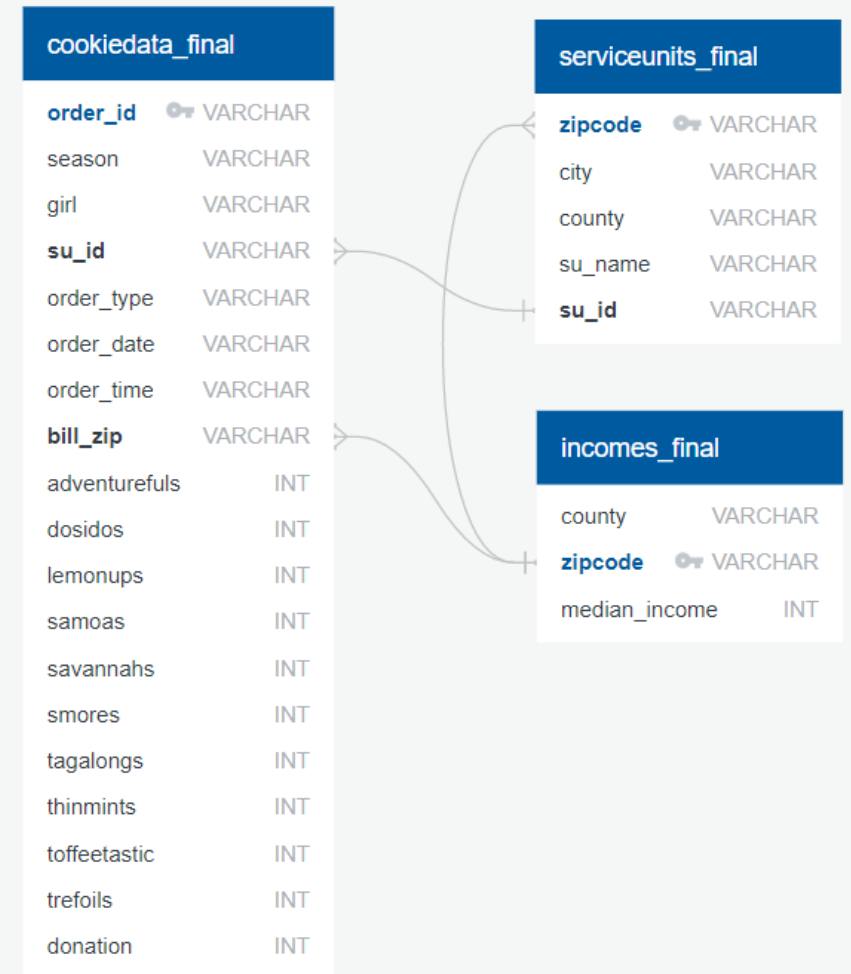 cookiedata_final
order_id VARCHAR
season VARCHAR
girl VARCHAR
su_id VARCHAR
order_type VARCHAR
order_date VARCHAR
order_time VARCHAR
bill_zip VARCHAR
adventurefuls INT
dosidos INT
lemonups INT
samoas INT
savannahs INT
smores INT
tagalongs INT
thinmints INT
toffeetastic INT
trefoils INT
donation INT
serviceunits_final
zipcode VARCHAR
city VARCHAR
county VARCHAR
su_name VARCHAR
su_id VARCHAR
incomes_final
county VARCHAR
zipcode VARCHAR
median_income INT